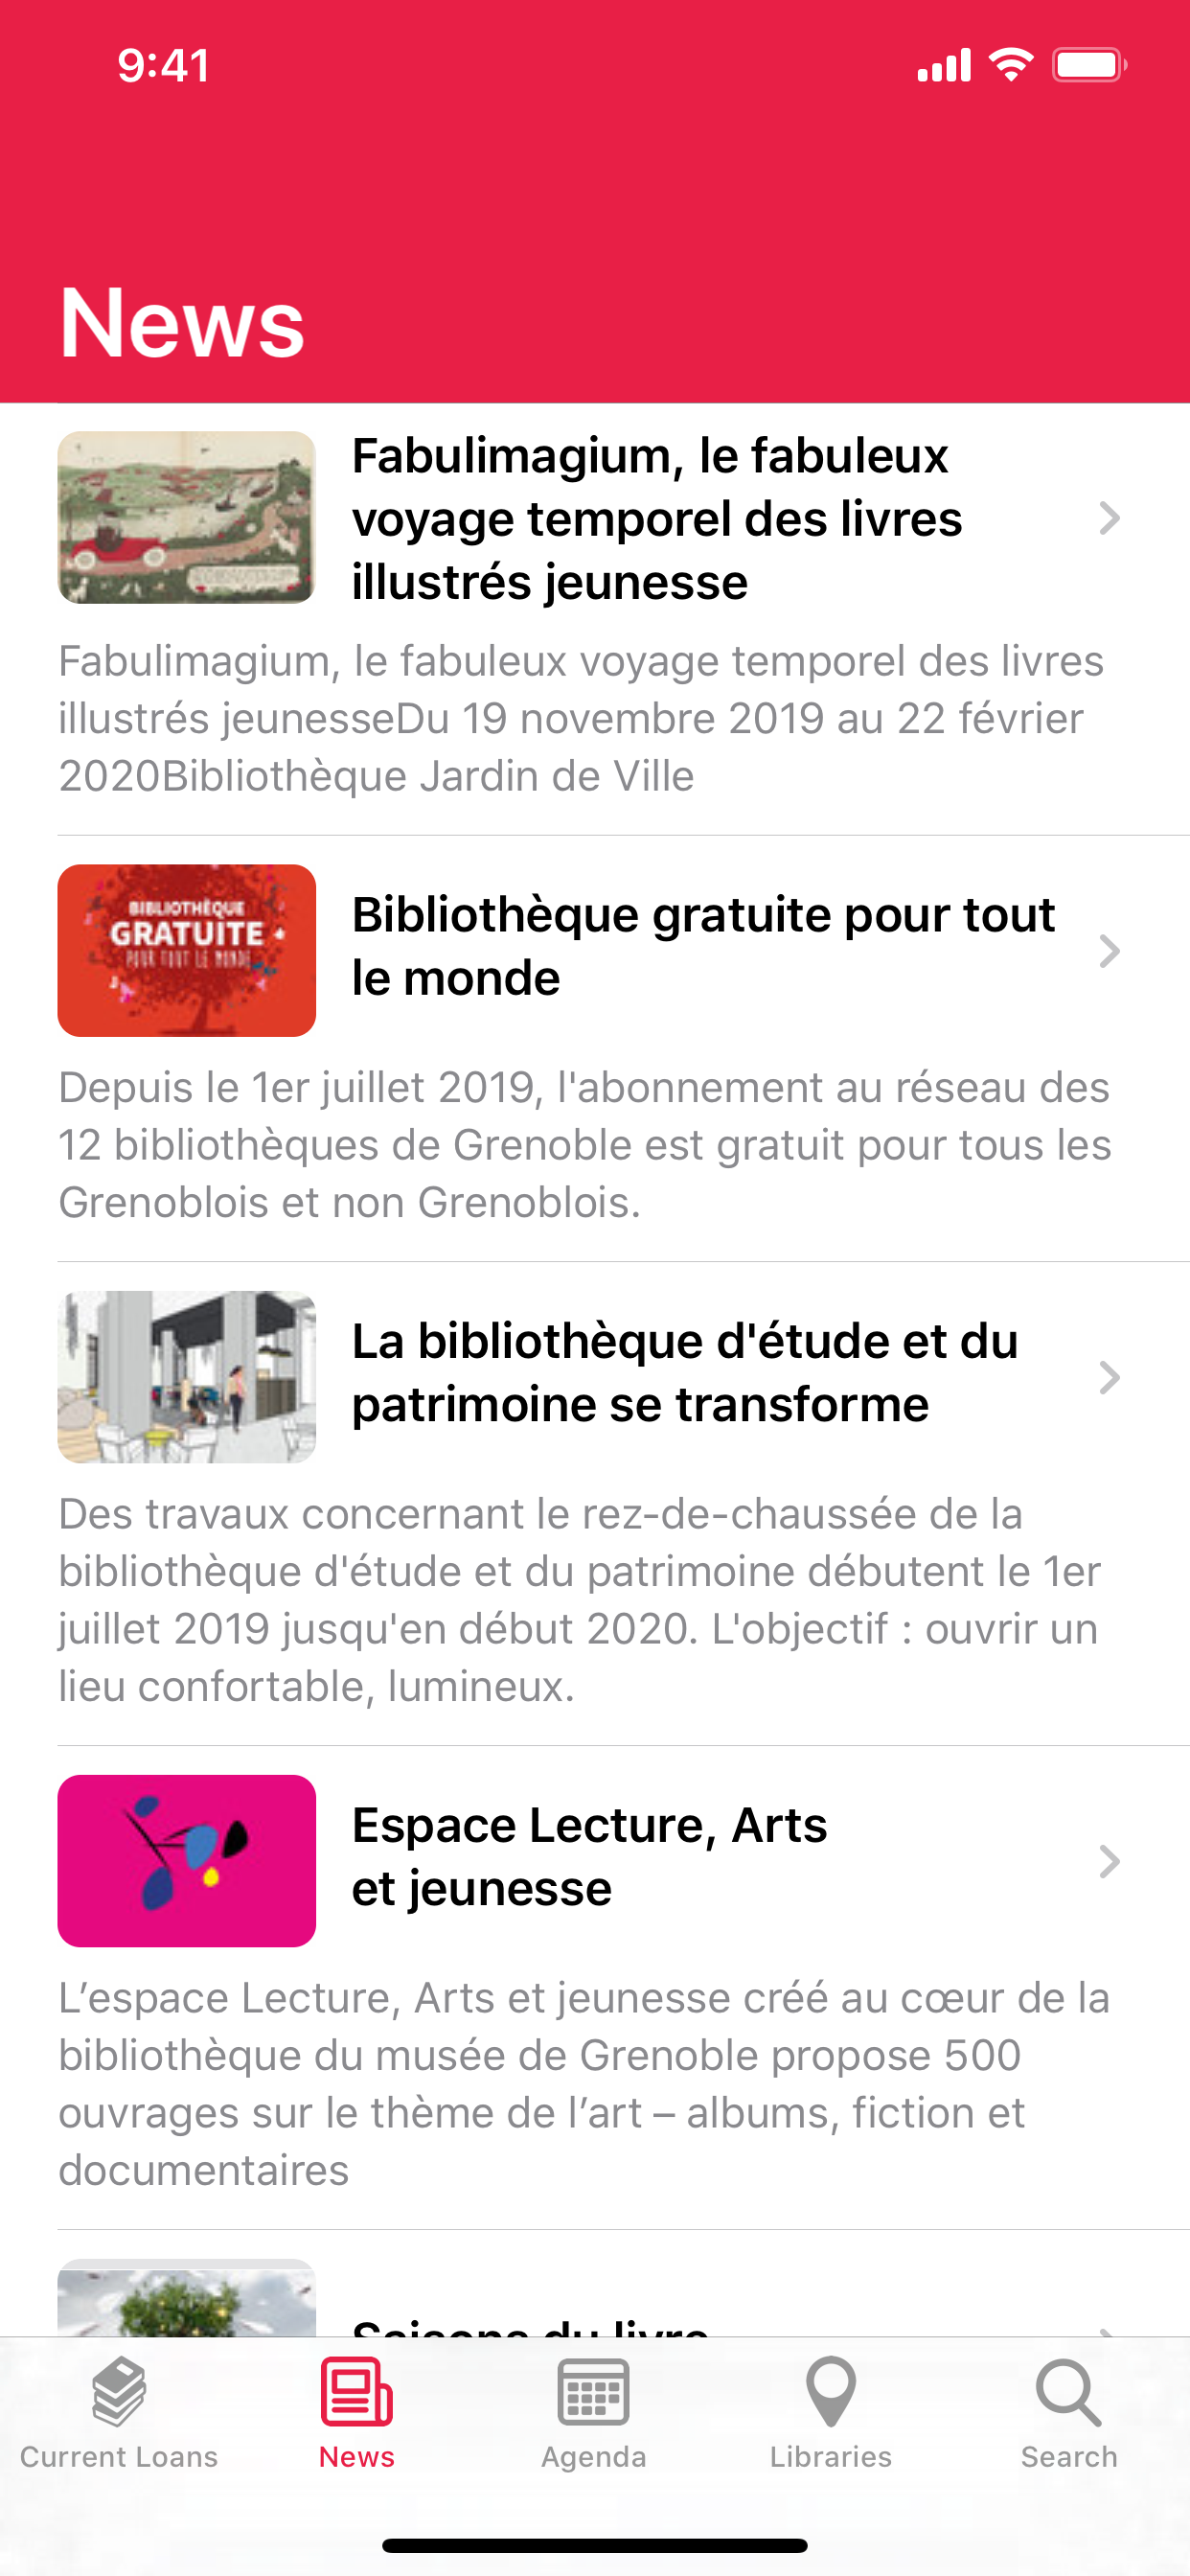 9:41
News
Fabulimagium, le fabuleux
voyage temporel des livres
illustrés jeunesse
Fabulimagium, le fabuleux voyage temporel des livres
illustrés jeunesseDu 19 novembre 2019 au 22 février
2020Bibliothèque Jardin de Ville
BIBLIOTHÈQUE
GRATUITE
POUR TOUT LE MONDE
Bibliothèque gratuite pour tout
le monde
Depuis le 1er juillet 2019, l'abonnement au réseau des
12 bibliothèques de Grenoble est gratuit pour tous les
Grenoblois et non Grenoblois.
La bibliothèque d'étude et du
patrimoine se transforme
Des travaux concernant le rez-de-chaussée de la
bibliothèque d'étude et du patrimoine débutent le 1er
juillet 2019 jusqu'en début 2020. L'objectif : ouvrir un
lieu confortable, lumineux.
Espace Lecture, Arts
et jeunesse
L’espace Lecture, Arts et jeunesse créé au cœur de la
bibliothèque du musée de Grenoble propose 500
ouvrages sur le thème de l’art – albums, fiction et
documentaires
Saisons du livre
Current Loans
News
Agenda
Libraries
Search